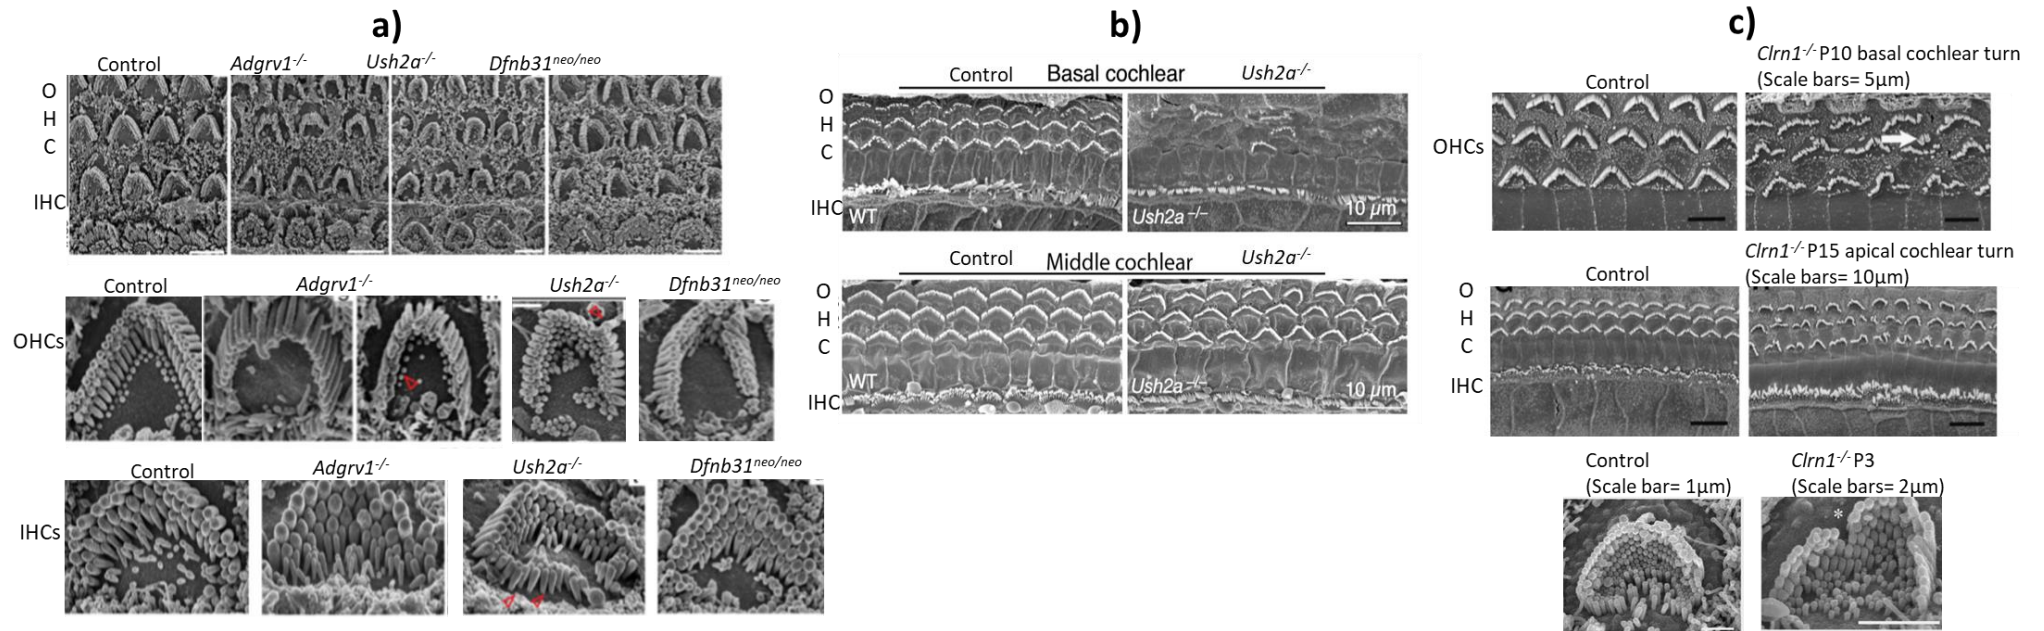 a)
Control Adgrv1-/- Ush2a-/- Dfnb31neo/neo
O
H
C
IHC
Control Adgrv1-/- Ush2a-/- Dfnb31neo/neo
OHCs
Control Adgrv1-/- Ush2a-/- Dfnb31neo/neo
IHCs
b)
Control Basal cochlear Ush2a-/-
O
H
C
IHC
WT Ush2a-/- 10 µm
Control Middle cochlear Ush2a-/-
O
H
C
WT Ush2a-/- 10 µm
IHC
c)
Control
Clrn1-/- P10 basal cochlear turn
(Scale bars= 5µm)
OHCs
Control
Clrn1-/- P15 apical cochlear turn
(Scale bars= 10µm)
O
H
C
IHC
Control
(Scale bar= 1µm)
Clrn1-/- P3
(Scale bars= 2µm)
*